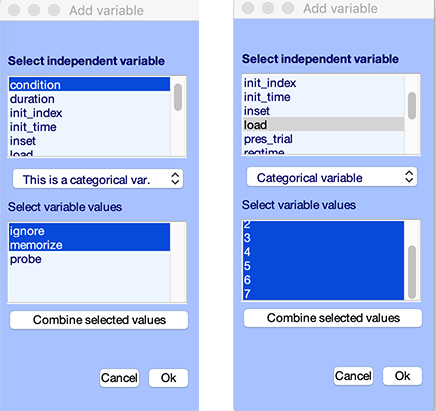 Add variable
Select independent variable
condition
duration
init_index
init_time
inset
load
This is a categorical var.
Select variable values
ignore
memorize
probe
Combine selected values
Cancel
Ok
Add variable
Select independent variable
init_index
init_time
inset
load
pres_trial
reqtime
Categorical variable
Select variable values
2
3
4
5
6
7
Combine selected values
Cancel
Ok